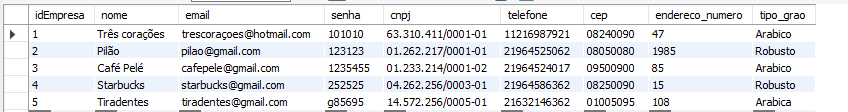 idEmpresa nome email senha cnpj telefone cep endereco_numero tipo_grao
1 Três corações trescoraçoes@hotmail.com 101010 63.310.411/0001-01 11216987921 08240090 47 Arabico
2 Pilão pilao@gmail.com 123123 01.262.217/0001-01 21964525062 08050080 1985 Robusto
3 Café Pelé cafepele@gmail.com 1235455 01.233.214/0001-02 21964524017 09500900 85 Arabico
4 Starbucks starbucks@gmail.com 252525 04.262.256/0003-01 21964586362 08250090 15 Robusto
5 Tiradentes tiradentes@gmail.com g85695 14.572.256/0005-01 21632146362 01005095 108 Arabica